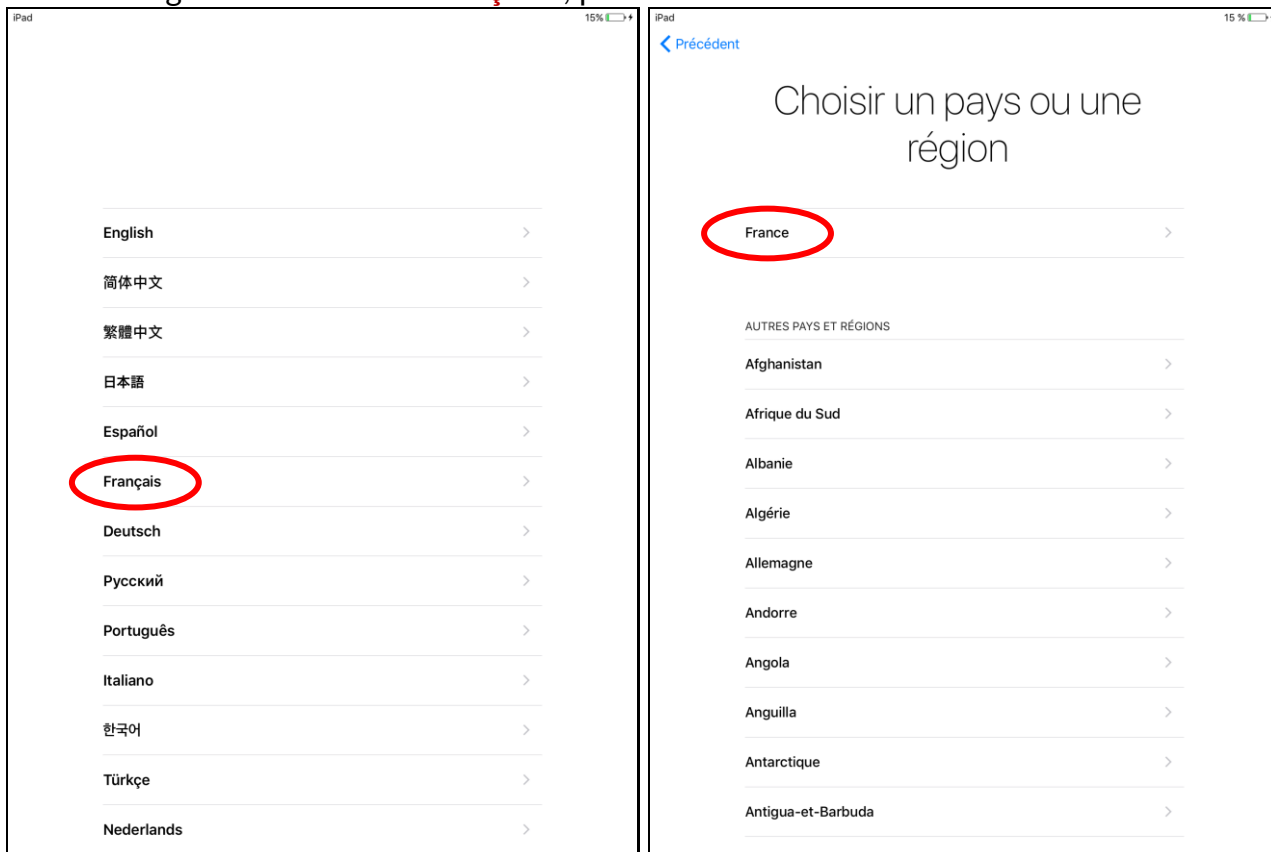 iPad
15%
English
简体中文
繁體中文
日本語
Español
Français
Deutsch
Русский
Português
Italiano
한국어
Türkçe
Nederlands
iPad
15 %
Précédent
Choisir un pays ou une
région
France
AUTRES PAYS ET RÉGIONS
Afghanistan
Afrique du Sud
Albanie
Algérie
Allemagne
Andorre
Angola
Anguilla
Antarctique
Antigua-et-Barbuda